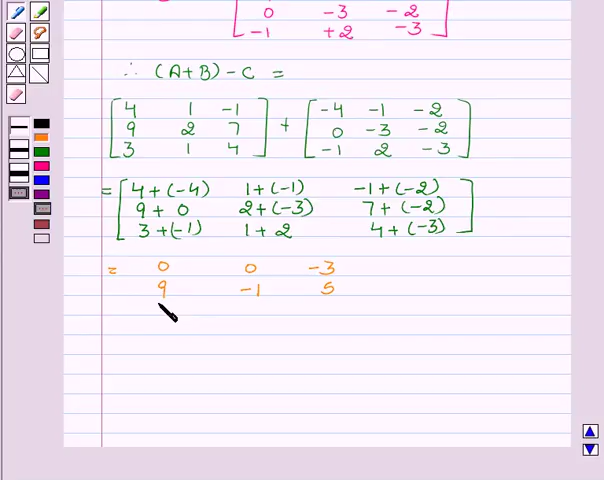 0 -3 -2
-1 +2 -3
∴ (A+B) - C =
[4 1 -1] + [-4 -1 -2]
[9 2 7] [0 -3 -2]
[3 1 4] [-1 2 -3]
= [4+(-4) 1+(-1) -1+(-2)]
[9+0 2+(-3) 7+(-2)]
[3+(-1) 1+2 4+(-3)]
= 0 0 -3
9 -1 5